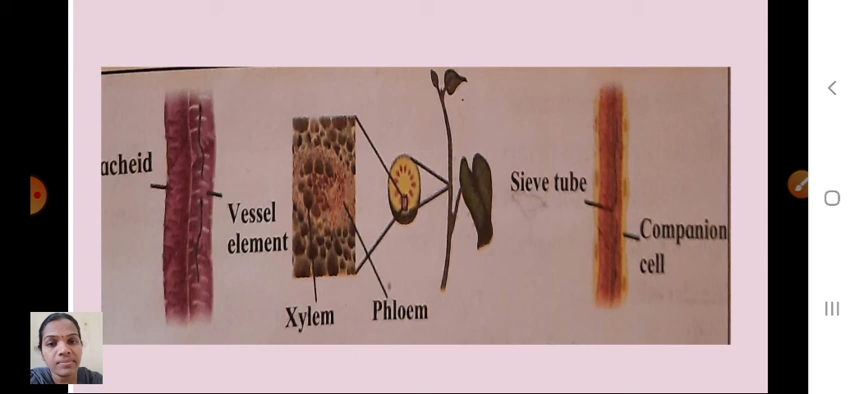 acheid
Vessel
element
Xylem
Phloem
Sieve tube
Companion
cell